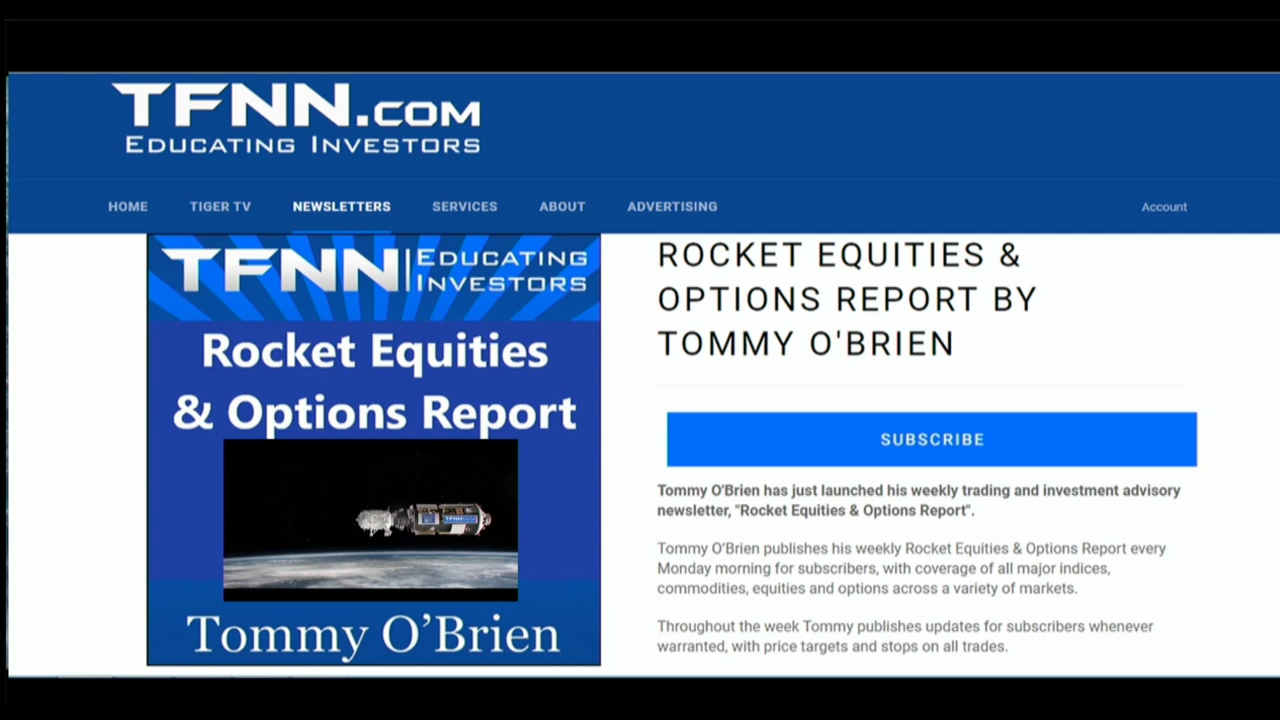 TFNN.COM
EDUCATING INVESTORS
HOME TIGER TV NEWSLETTERS SERVICES ABOUT ADVERTISING Account
TFNN EDUCATING
INVESTORS
Rocket Equities
& Options Report
TFNN
Tommy O’Brien
ROCKET EQUITIES &
OPTIONS REPORT BY
TOMMY O'BRIEN
SUBSCRIBE
Tommy O'Brien has just launched his weekly trading and investment advisory
newsletter, "Rocket Equities & Options Report".
Tommy O’Brien publishes his weekly Rocket Equities & Options Report every
Monday morning for subscribers, with coverage of all major indices,
commodities, equities and options across a variety of markets.
Throughout the week Tommy publishes updates for subscribers whenever
warranted, with price targets and stops on all trades.